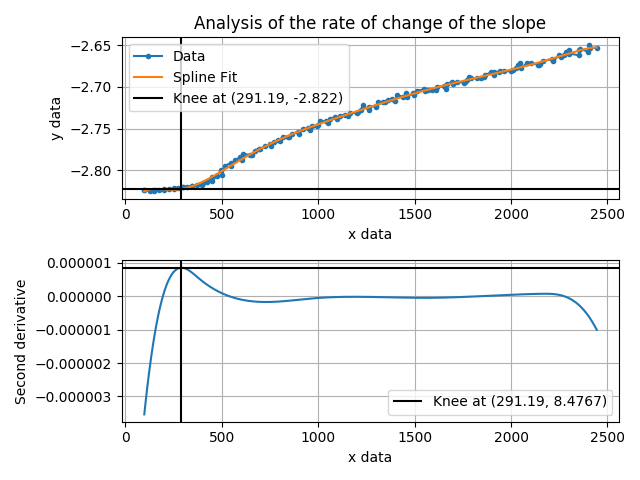 Analysis of the rate of change of the slope
−2.65
−2.70
−2.75
−2.80
y data
Data
Spline Fit
Knee at (291.19, -2.822)
0 500 1000 1500 2000 2500
x data
0.000001
0.000000
−0.000001
−0.000002
−0.000003
Second derivative
Knee at (291.19, 8.4767)
0 500 1000 1500 2000 2500
x data